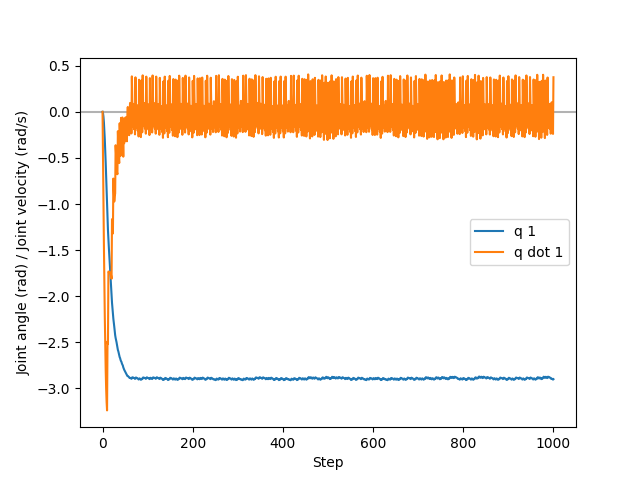 0.5
0.0
−0.5
−1.0
−1.5
−2.0
−2.5
−3.0
Joint angle (rad) / Joint velocity (rad/s)
q 1
q dot 1
0 200 400 600 800 1000
Step